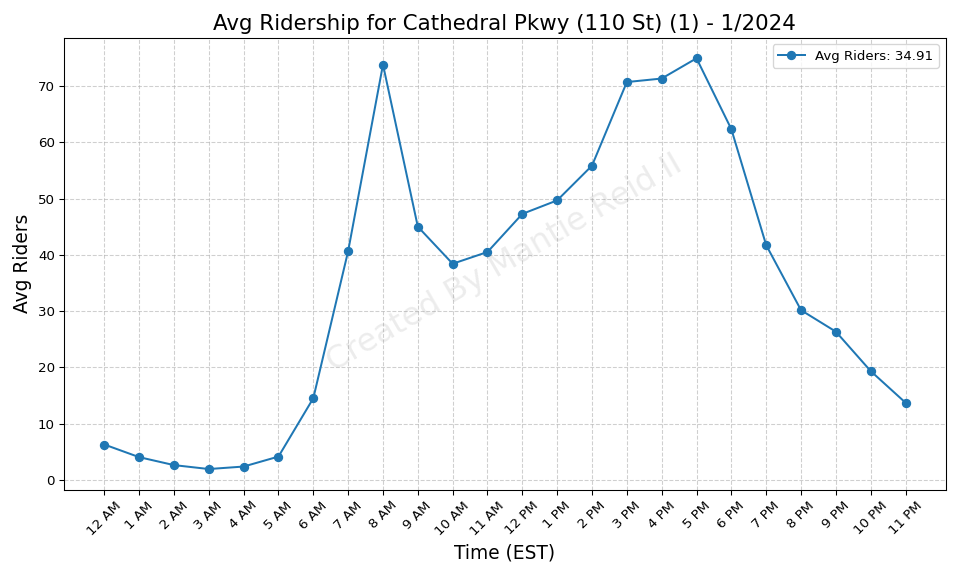 Avg Ridership for Cathedral Pkwy (110 St) (1) - 1/2024
Avg Riders: 34.91
Avg Riders
70
60
50
40
30
20
10
0
Created By Mantie Reid II
12 AM 1 AM 2 AM 3 AM 4 AM 5 AM 6 AM 7 AM 8 AM 9 AM 10 AM 11 AM 12 PM 1 PM 2 PM 3 PM 4 PM 5 PM 6 PM 7 PM 8 PM 9 PM 10 PM 11 PM
Time (EST)